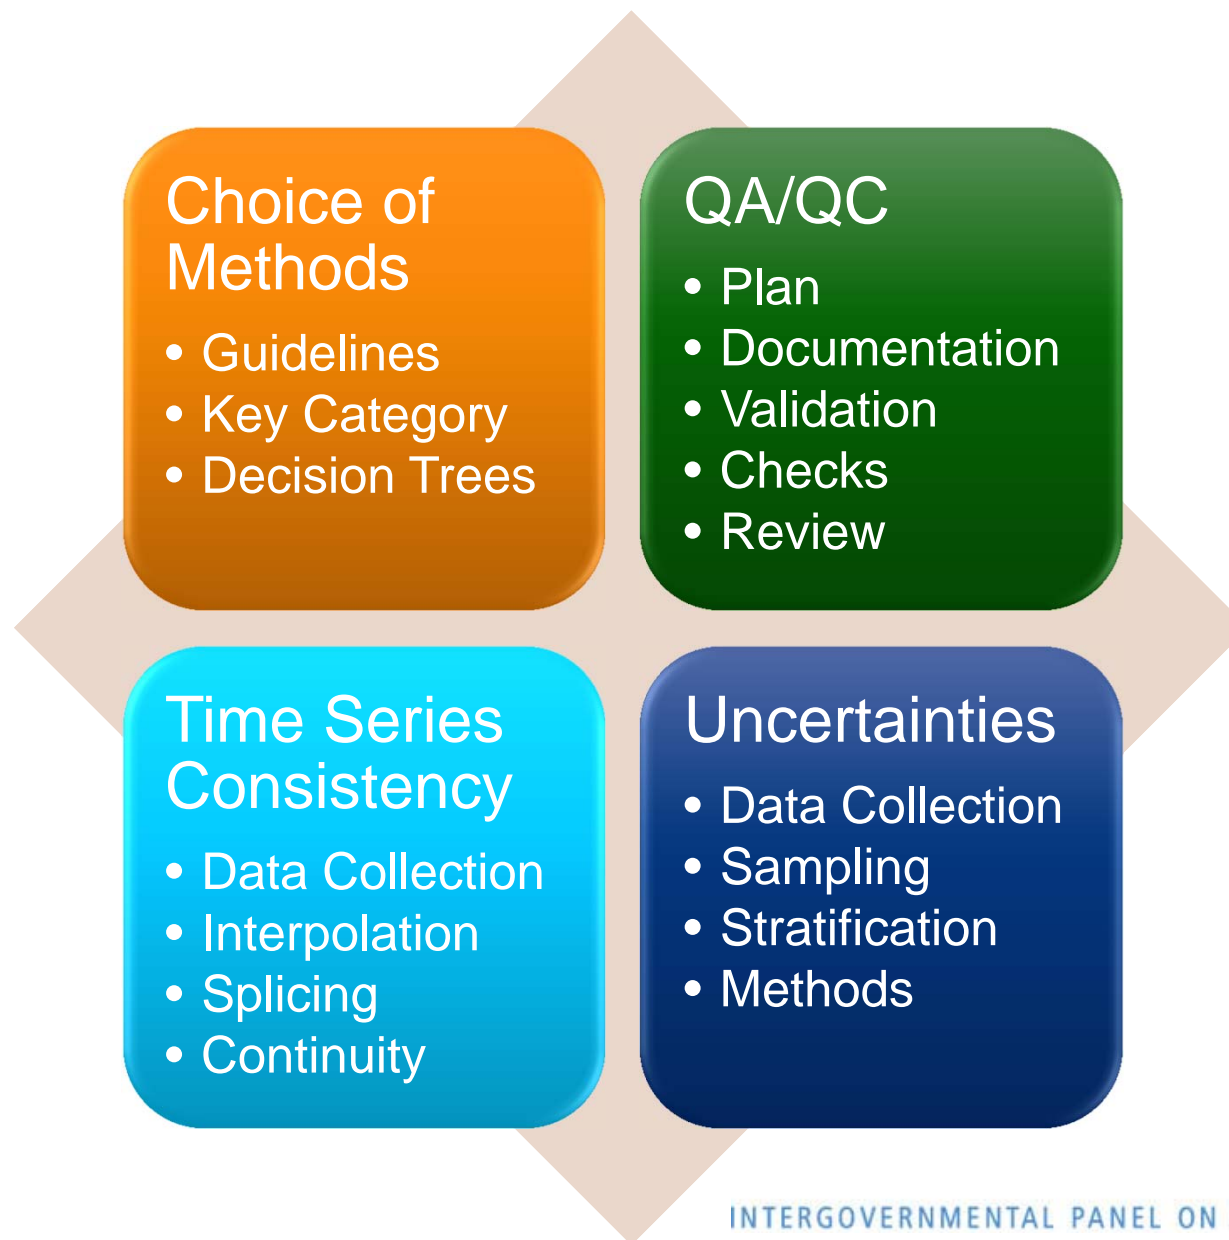 Choice of
Methods
• Guidelines
• Key Category
• Decision Trees
QA/QC
• Plan
• Documentation
• Validation
• Checks
• Review
Time Series
Consistency
• Data Collection
• Interpolation
• Splicing
• Continuity
Uncertainties
• Data Collection
• Sampling
• Stratification
• Methods
INTERGOVERNMENTAL PANEL ON